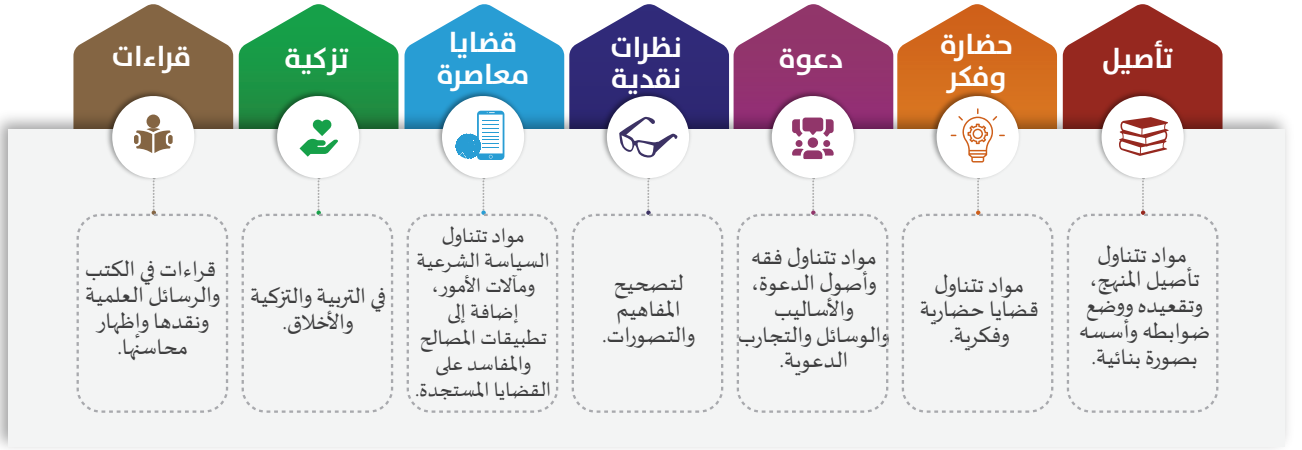 تأصيل
حضارة
وفكر
دعوة
نظرات
نقدية
قضايا
معاصرة
تزكية
قراءات
مواد تتناول
تأصيل المنهج،
وتقعيده ووضع
ضوابطه وأسسه
بصورة بنائية.
مواد تتناول
قضايا حضارية
وفكرية.
مواد تتناول فقه
وأصول الدعوة،
والأساليب
والوسائل والتجارب
الدعوية.
لتصحيح
المفاهيم
والتصورات.
مواد تتناول
السياسة الشرعية
ومآلات الأمور،
إضافة إلى
تطبيقات المصالح
والمفاسد على
القضايا المستجدة.
في التربية والتزكية
والأخلاق.
قراءات في الكتب
والرسائل العلمية
ونقدها وإظهار
محاسنها.